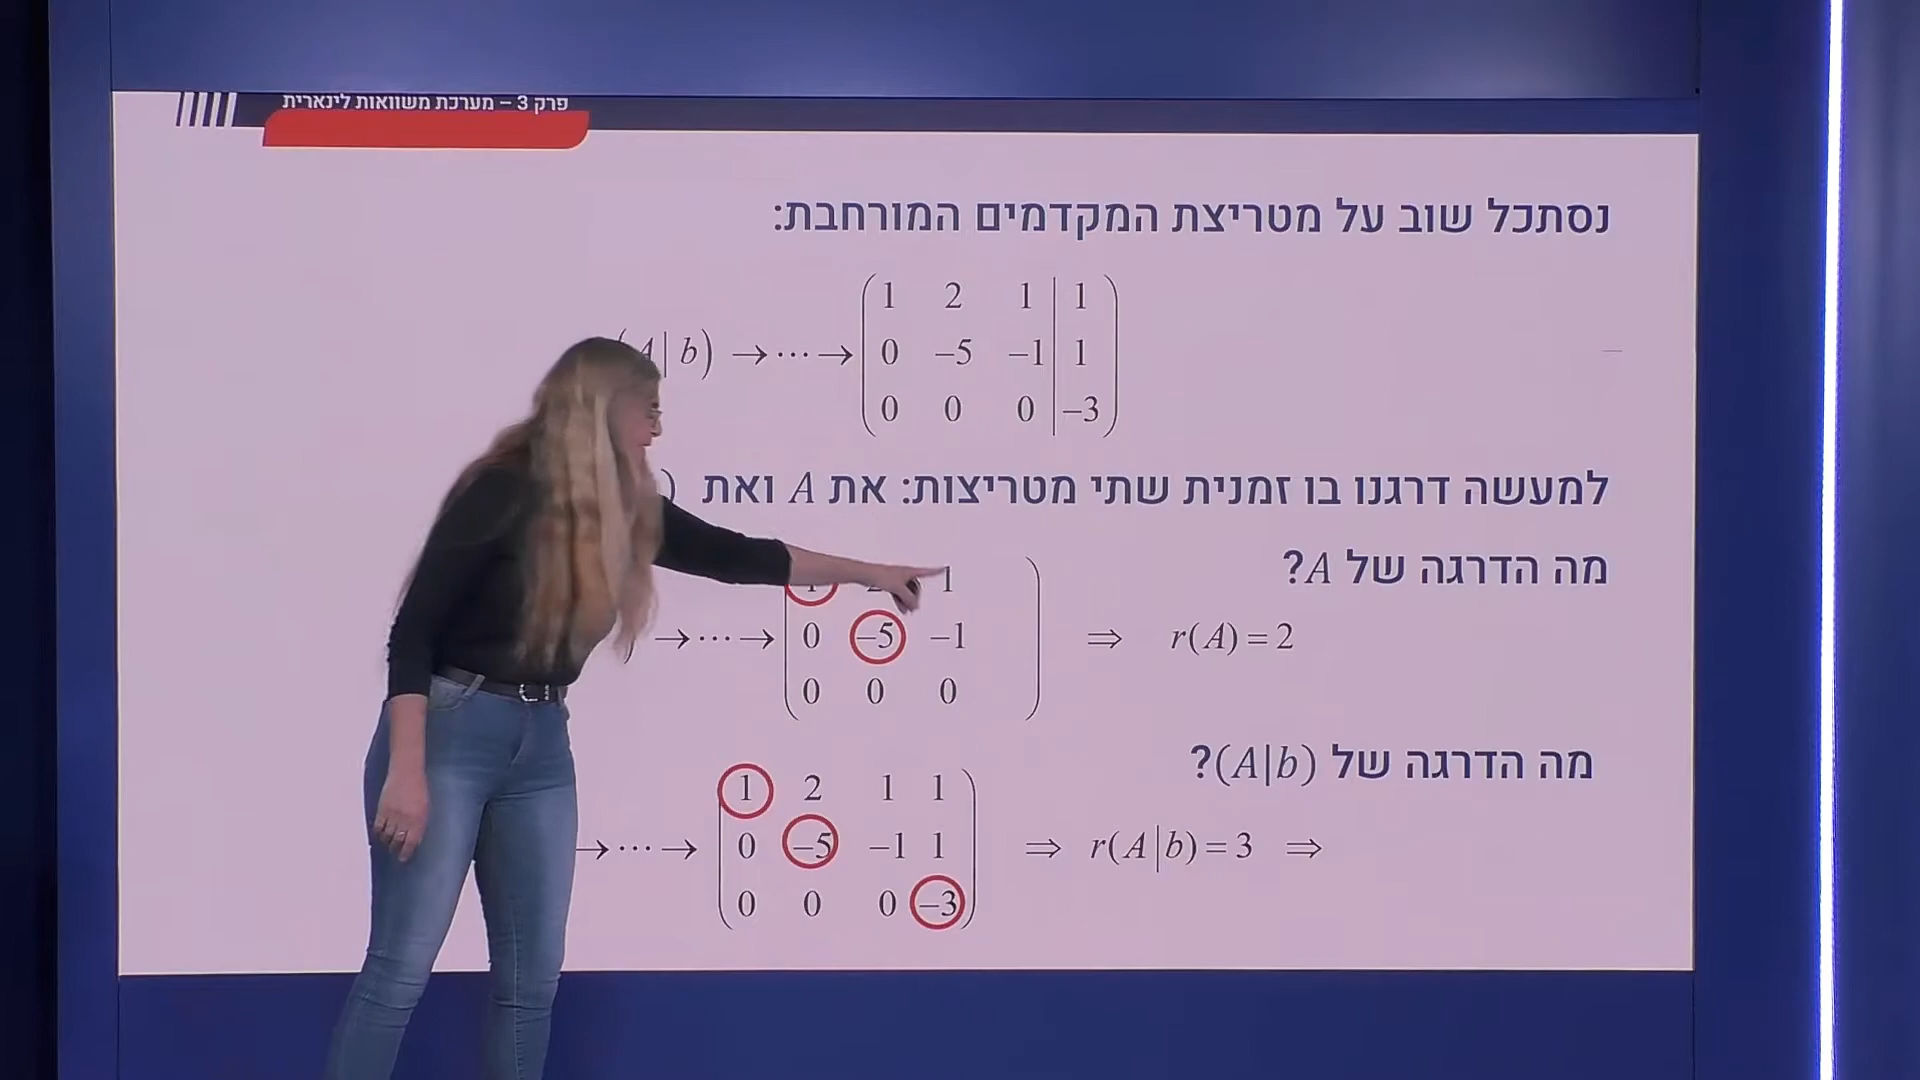 פרק 3 – מערכת משוואות לינארית
נסתכל שוב על מטריצת המקדמים המורחבת:
(A| b) → ··· → ( 1 2 1 | 1
0 −5 −1 | 1
0 0 0 | −3 )
למעשה דרגנו בו זמנית שתי מטריצות: את A ואת
מה הדרגה של A?
1
→ ··· → ( 0 −5 −1 ) ⇒ r(A) = 2
0 0 0
מה הדרגה של (A|b)?
1 2 1 1
→ ··· → ( 0 −5 −1 1 ) ⇒ r(A|b) = 3 ⇒
0 0 0 −3